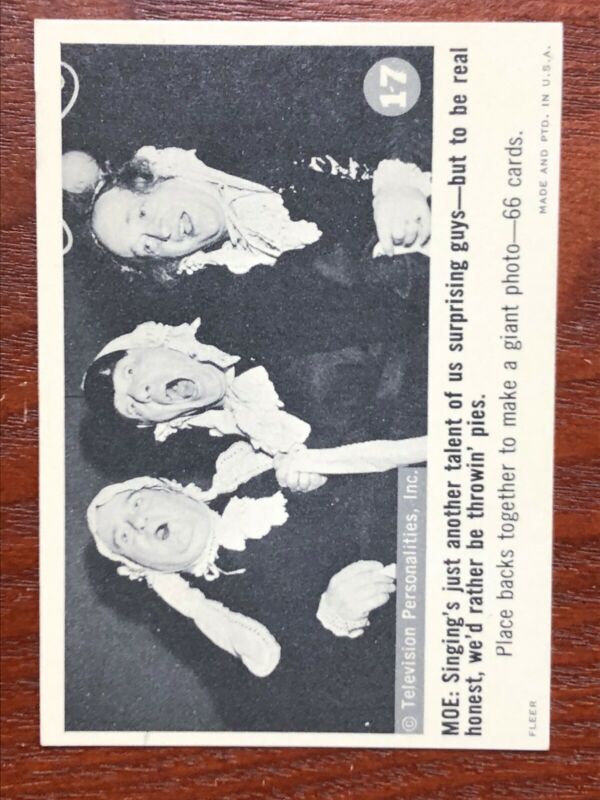 17
© Television Personalities, Inc.
MOE: Singing's just another talent of us surprising guys—but to be real
honest, we'd rather be throwin' pies.
Place backs together to make a giant photo—66 cards.
FLEER
MADE AND PTD. IN U.S.A.